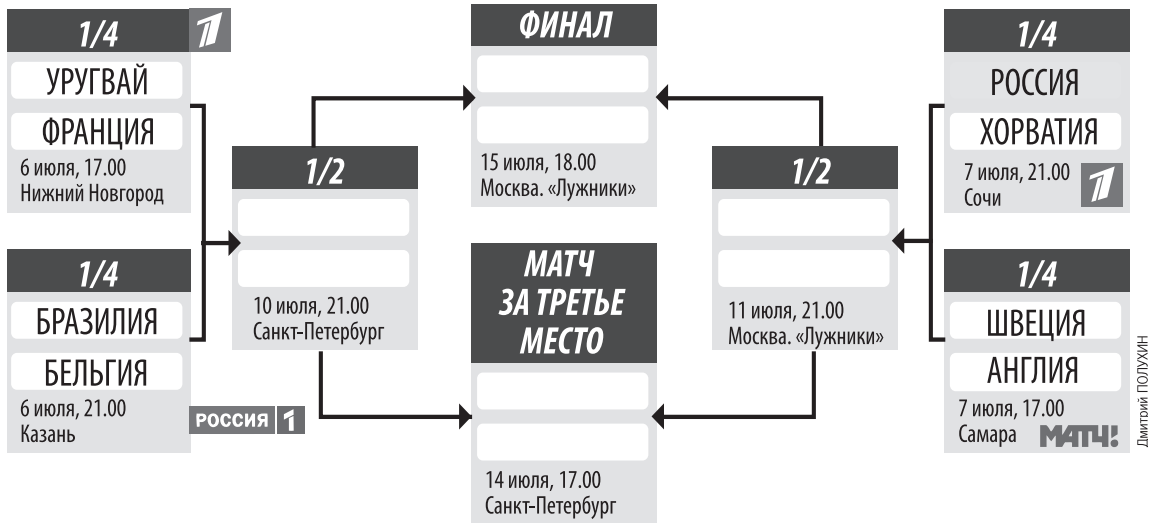 1/4
1
УРУГВАЙ
ФРАНЦИЯ
6 июля, 17.00
Нижний Новгород
1/4
БРАЗИЛИЯ
БЕЛЬГИЯ
6 июля, 21.00
Казань
РОССИЯ 1
1/2
10 июля, 21.00
Санкт-Петербург
ФИНАЛ
15 июля, 18.00
Москва. «Лужники»
МАТЧ
ЗА ТРЕТЬЕ
МЕСТО
14 июля, 17.00
Санкт-Петербург
1/2
11 июля, 21.00
Москва. «Лужники»
1/4
РОССИЯ
ХОРВАТИЯ
7 июля, 21.00
Сочи
1
1/4
ШВЕЦИЯ
АНГЛИЯ
7 июля, 17.00
Самара МАТЧ!
Дмитрий ПОЛУХИН